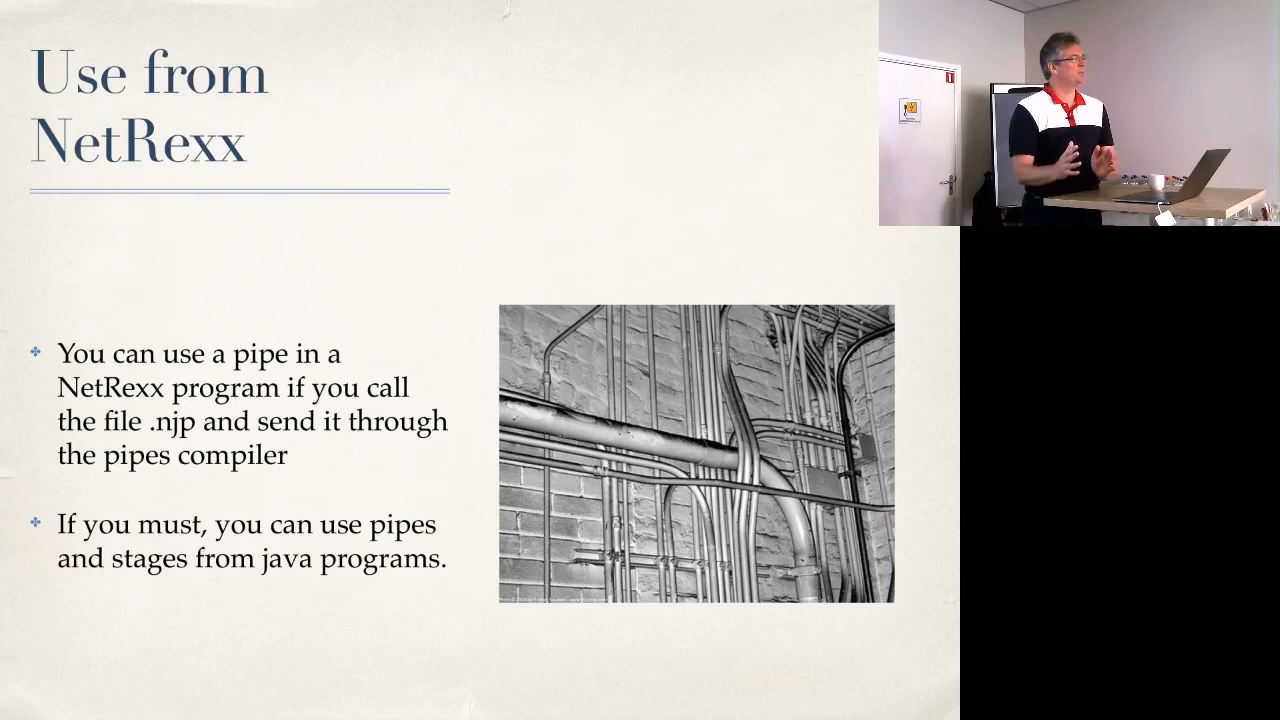 Use from
NetRexx
You can use a pipe in a
NetRexx program if you call
the file .njp and send it through
the pipes compiler
If you must, you can use pipes
and stages from java programs.